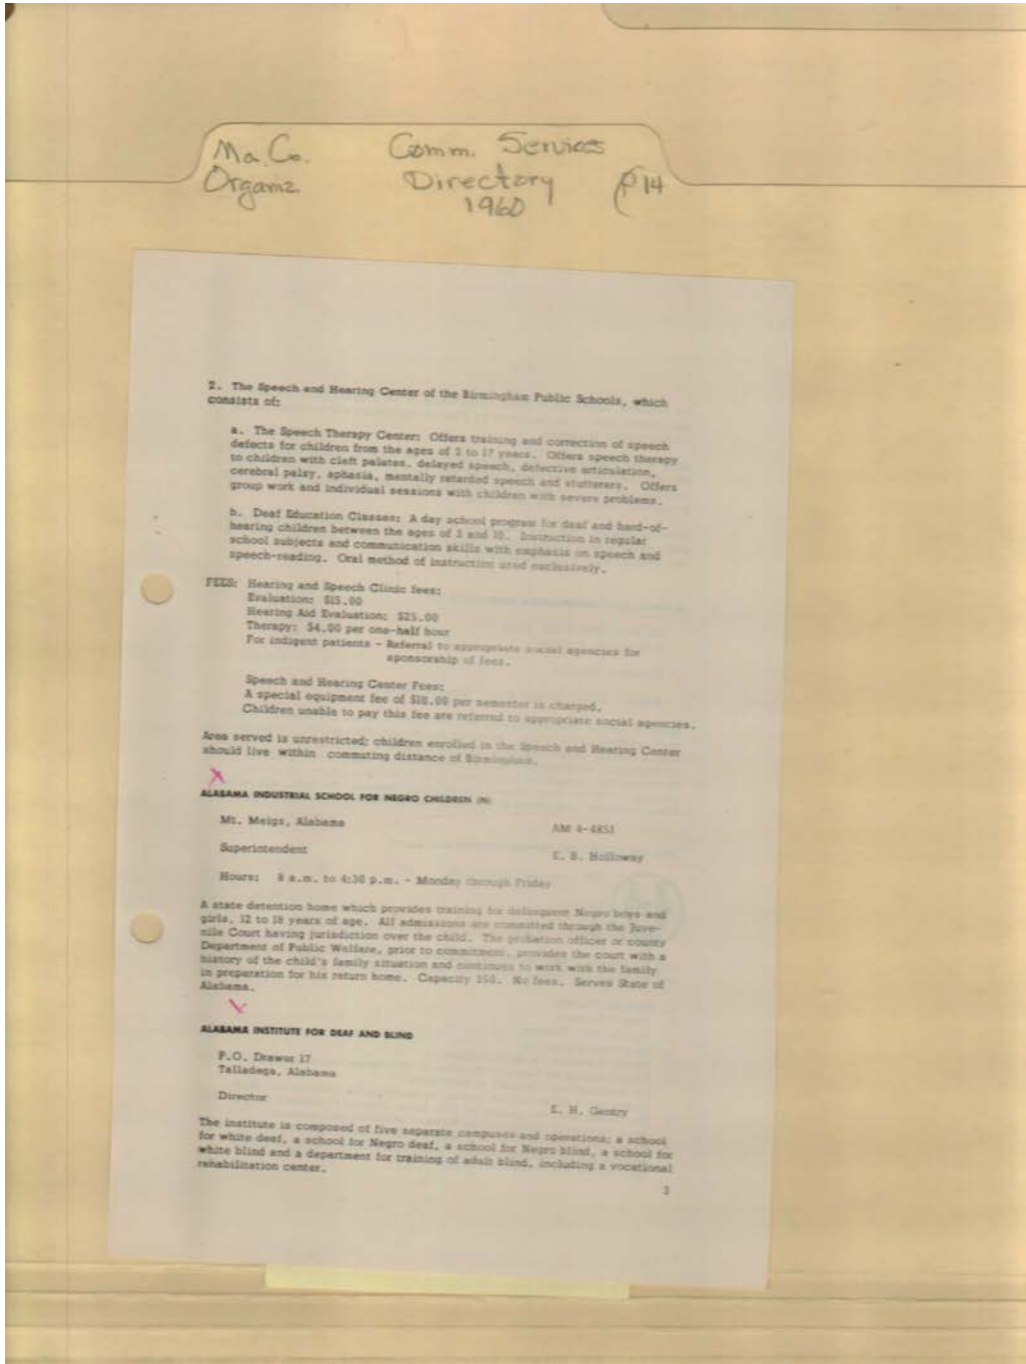 Ma. Co. Comm. Services
Organiz Directory (P 14
1960
2. The Speech and Hearing Center of the Birmingham Public Schools, which
consists of:
a. The Speech Therapy Center: Offers training and correction of speech
defects for children from the ages of 3 to 17 years. Offers speech therapy
to children with cleft palates, delayed speech, defective articulation,
cerebral palsy, aphasia, mentally retarded speech and stutterers. Offers
group work and individual sessions with children with severe problems.
b. Deaf Education Classes: A day school program for deaf and hard-of-
hearing children between the ages of 3 and 10. Instruction in regular
school subjects and communication skills with emphasis on speech and
speech-reading. Oral method of instruction used exclusively.
FEES: Hearing and Speech Clinic fees:
Evaluation: $15.00
Hearing Aid Evaluation: $25.00
Therapy: $4.00 per one-half hour
For indigent patients - Referral to appropriate social agencies for
sponsorship of fees.
Speech and Hearing Center Fees:
A special equipment fee of $10.00 per semester is charged.
Children unable to pay this fee are referred to appropriate social agencies.
Area served is unrestricted; children enrolled in the Speech and Hearing Center
should live within commuting distance of Birmingham.
X
ALABAMA INDUSTRIAL SCHOOL FOR NEGRO CHILDREN (N)
Mt. Meigs, Alabama AM 4-4851
Superintendent E. B. Holloway
Hours: 8 a.m. to 4:30 p.m. - Monday through Friday
A state detention home which provides training for delinquent Negro boys and
girls, 12 to 18 years of age. All admissions are committed through the Juve-
nile Court having jurisdiction over the child. The probation officer or county
Department of Public Welfare, prior to commitment, provides the court with a
history of the child's family situation and continues to work with the family
in preparation for his return home. Capacity 350. No fees. Serves State of
Alabama.
X
ALABAMA INSTITUTE FOR DEAF AND BLIND
P.O. Drawer 17
Talladega, Alabama
Director E. H. Gentry
The institute is composed of five separate campuses and operations; a school
for white deaf, a school for Negro deaf, a school for Negro blind, a school for
white blind and a department for training of adult blind, including a vocational
rehabilitation center.
3